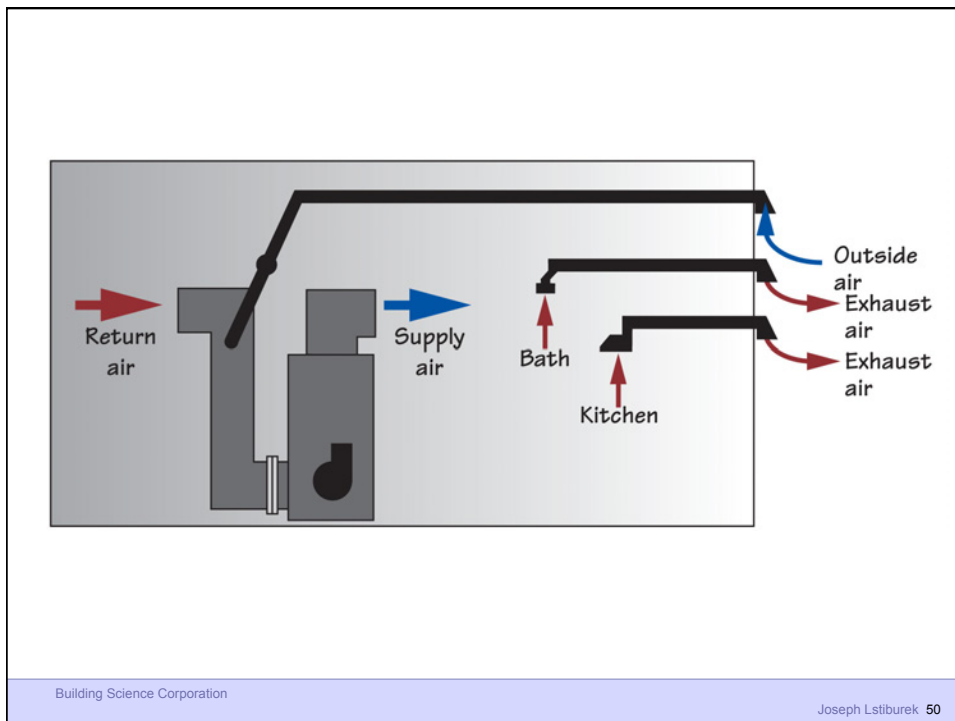 Outside
air
Exhaust
air
Return
air
Supply
air
Bath
Exhaust
air
Kitchen
Building Science Corporation
Joseph Lstiburek 50